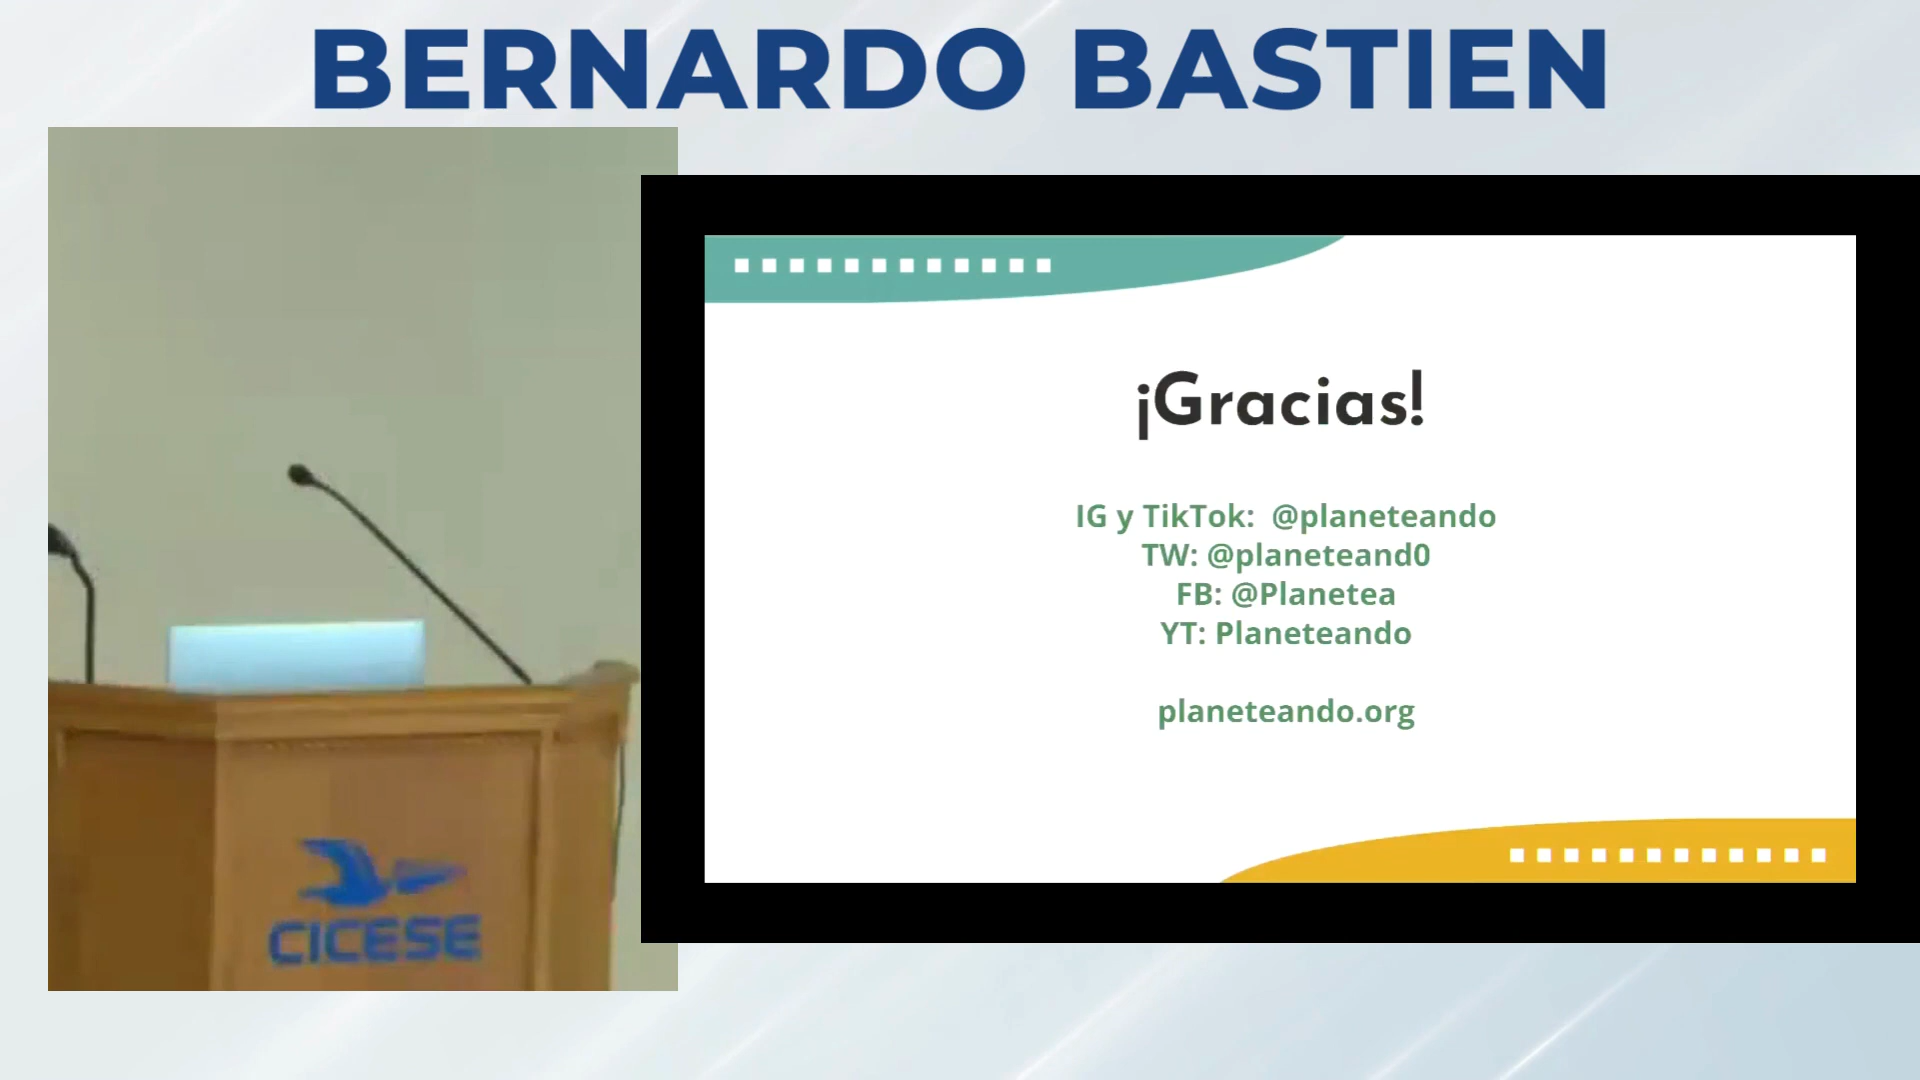 BERNARDO BASTIEN
¡Gracias!
IG y TikTok: @planeteando
TW: @planeteand0
FB: @Planetea
YT: Planeteando
planeteando.org
CICESE